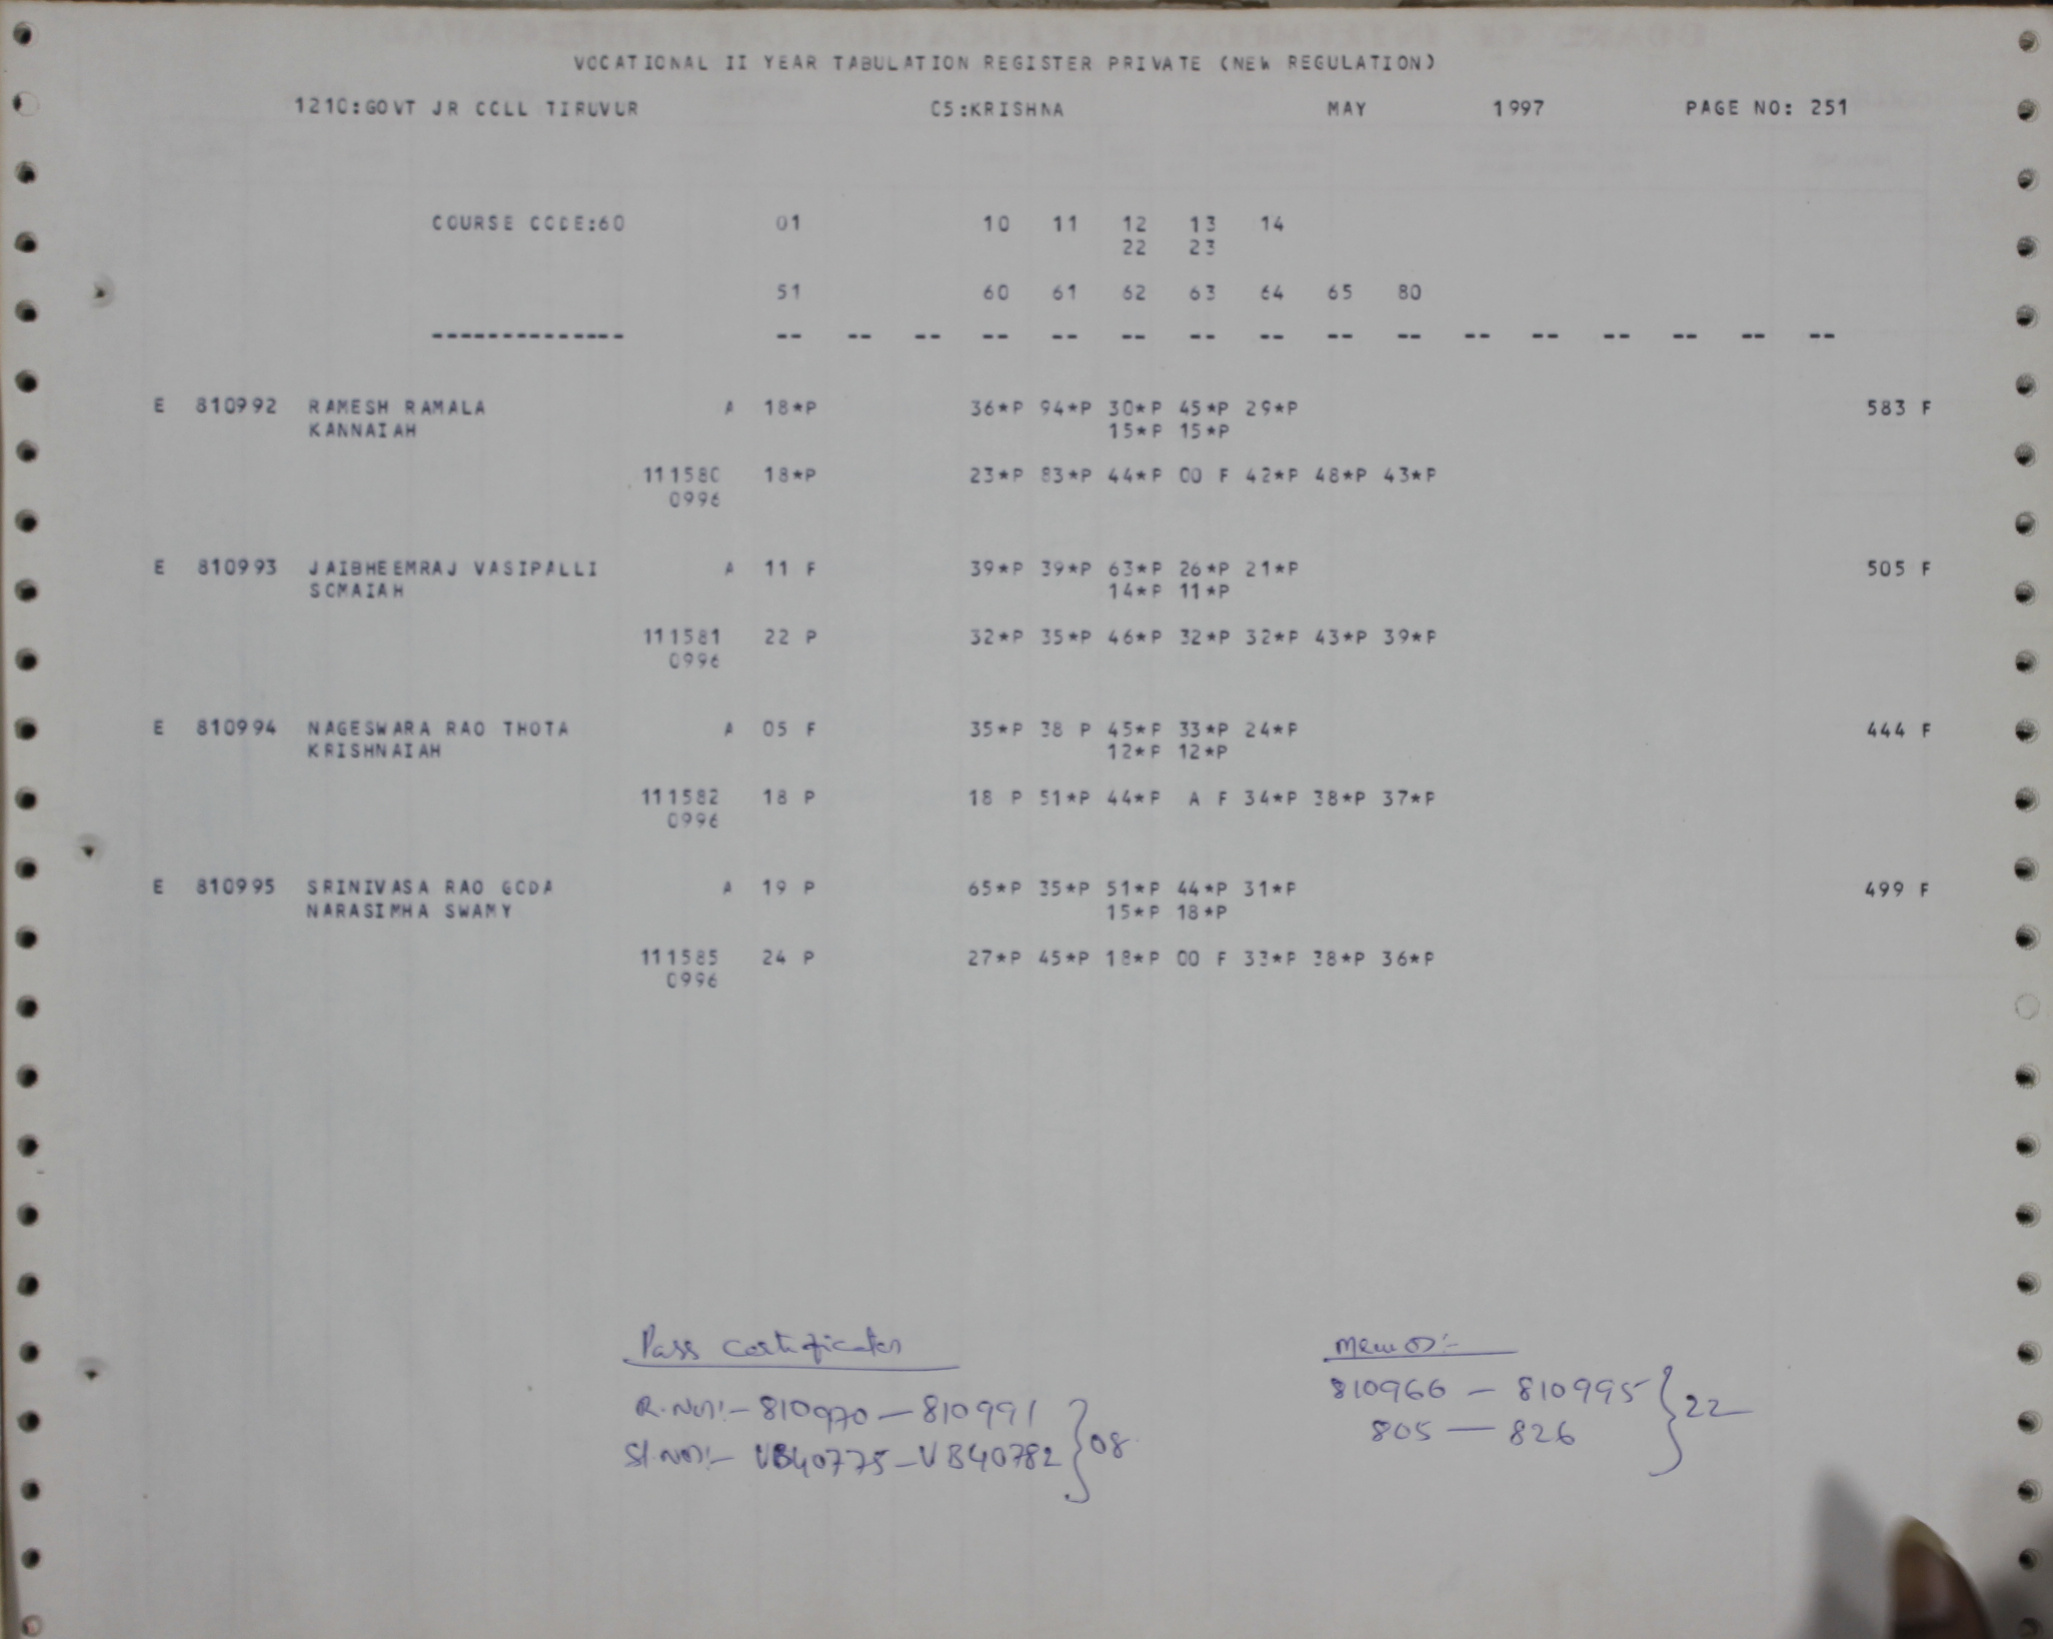 VOCATIONAL II YEAR TABULATION REGISTER PRIVATE (NEW REGULATION)
1210:GOVT JR COLL TIRUVUR C5:KRISHNA MAY 1997 PAGE NO: 251
COURSE CODE:60 01 10 11 12 13 14
22 23
51 60 61 62 63 64 65 80
-------------- -- -- -- -- -- -- -- -- -- -- -- -- -- -- -- --
E 810992 RAMESH RAMALA A 18*P 36*P 94*P 30*P 45*P 29*P 583 F
KANNAIAH 15*P 15*P
111580 18*P 23*P 83*P 44*P 00 F 42*P 48*P 43*P
0996
E 810993 JAIBHEEMRAJ VASIPALLI A 11 F 39*P 39*P 63*P 26*P 21*P 505 F
SOMAIAH 14*P 11*P
111581 22 P 32*P 35*P 46*P 32*P 32*P 43*P 39*P
0996
E 810994 NAGESWARA RAO THOTA A 05 F 35*P 38 P 45*P 33*P 24*P 444 F
KRISHNAIAH 12*P 12*P
111582 18 P 18 P 51*P 44*P A F 34*P 38*P 37*P
0996
E 810995 SRINIVASA RAO GODA A 19 P 65*P 35*P 51*P 44*P 31*P 499 F
NARASIMHA SWAMY 15*P 18*P
111585 24 P 27*P 45*P 18*P 00 F 33*P 38*P 36*P
0996
Pass certificates
R.No:- 810970 - 810991
Sl.No:- VB40775 - VB40782 } 08
Memos:-
810966 - 810995
805 - 826 } 22